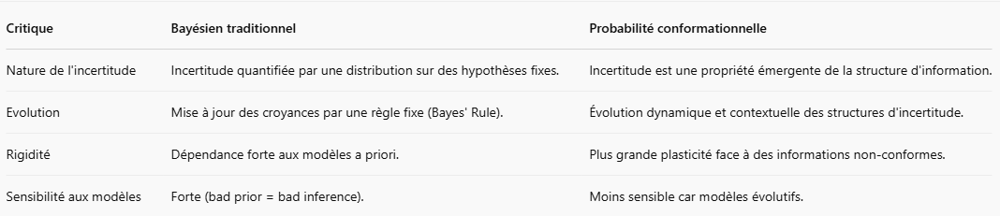 Critique Bayésien traditionnel Probabilité conformationnelle
Nature de l'incertitude Incertitude quantifiée par une distribution sur des hypothèses fixes. Incertitude est une propriété émergente de la structure d'information.
Evolution Mise à jour des croyances par une règle fixe (Bayes' Rule). Évolution dynamique et contextuelle des structures d'incertitude.
Rigidité Dépendance forte aux modèles a priori. Plus grande plasticité face à des informations non-conformes.
Sensibilité aux modèles Forte (bad prior = bad inference). Moins sensible car modèles évolutifs.